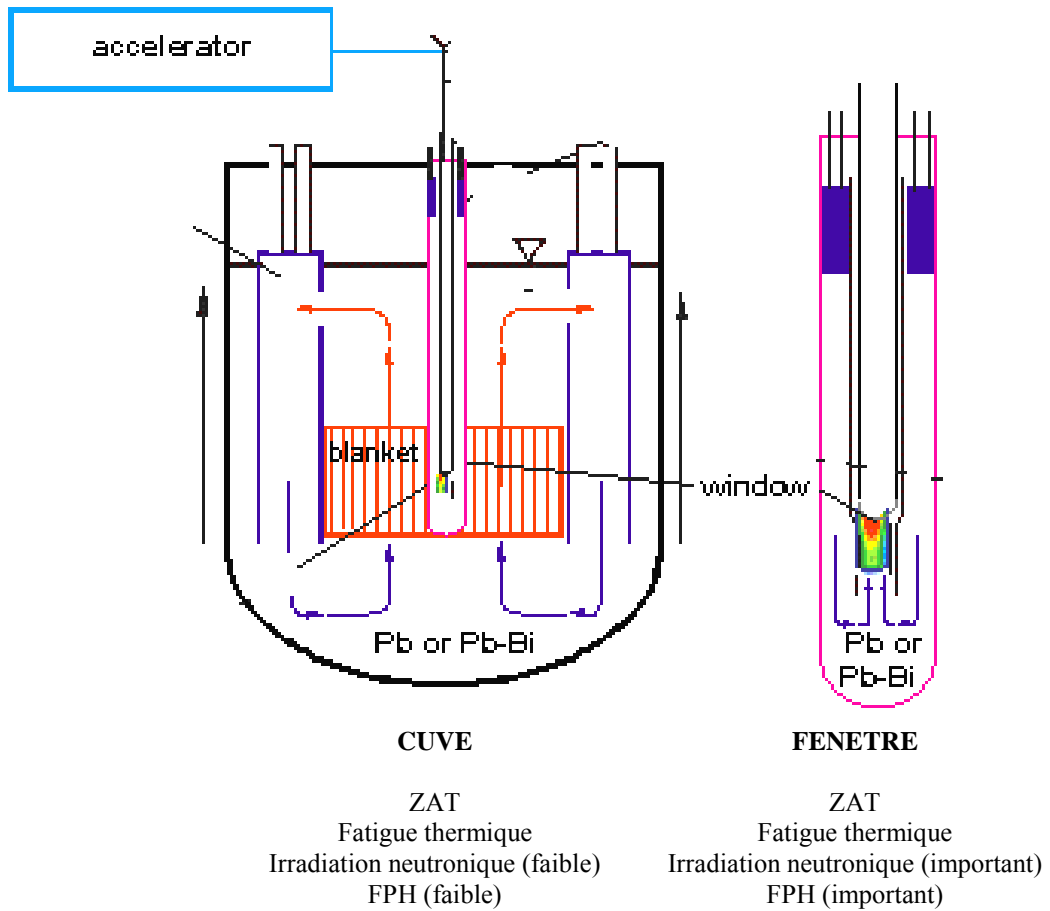 accelerator
blanket
window
Pb or Pb-Bi
Pb or
Pb-Bi
CUVE
FENETRE
ZAT
Fatigue thermique
Irradiation neutronique (faible)
FPH (faible)
ZAT
Fatigue thermique
Irradiation neutronique (important)
FPH (important)